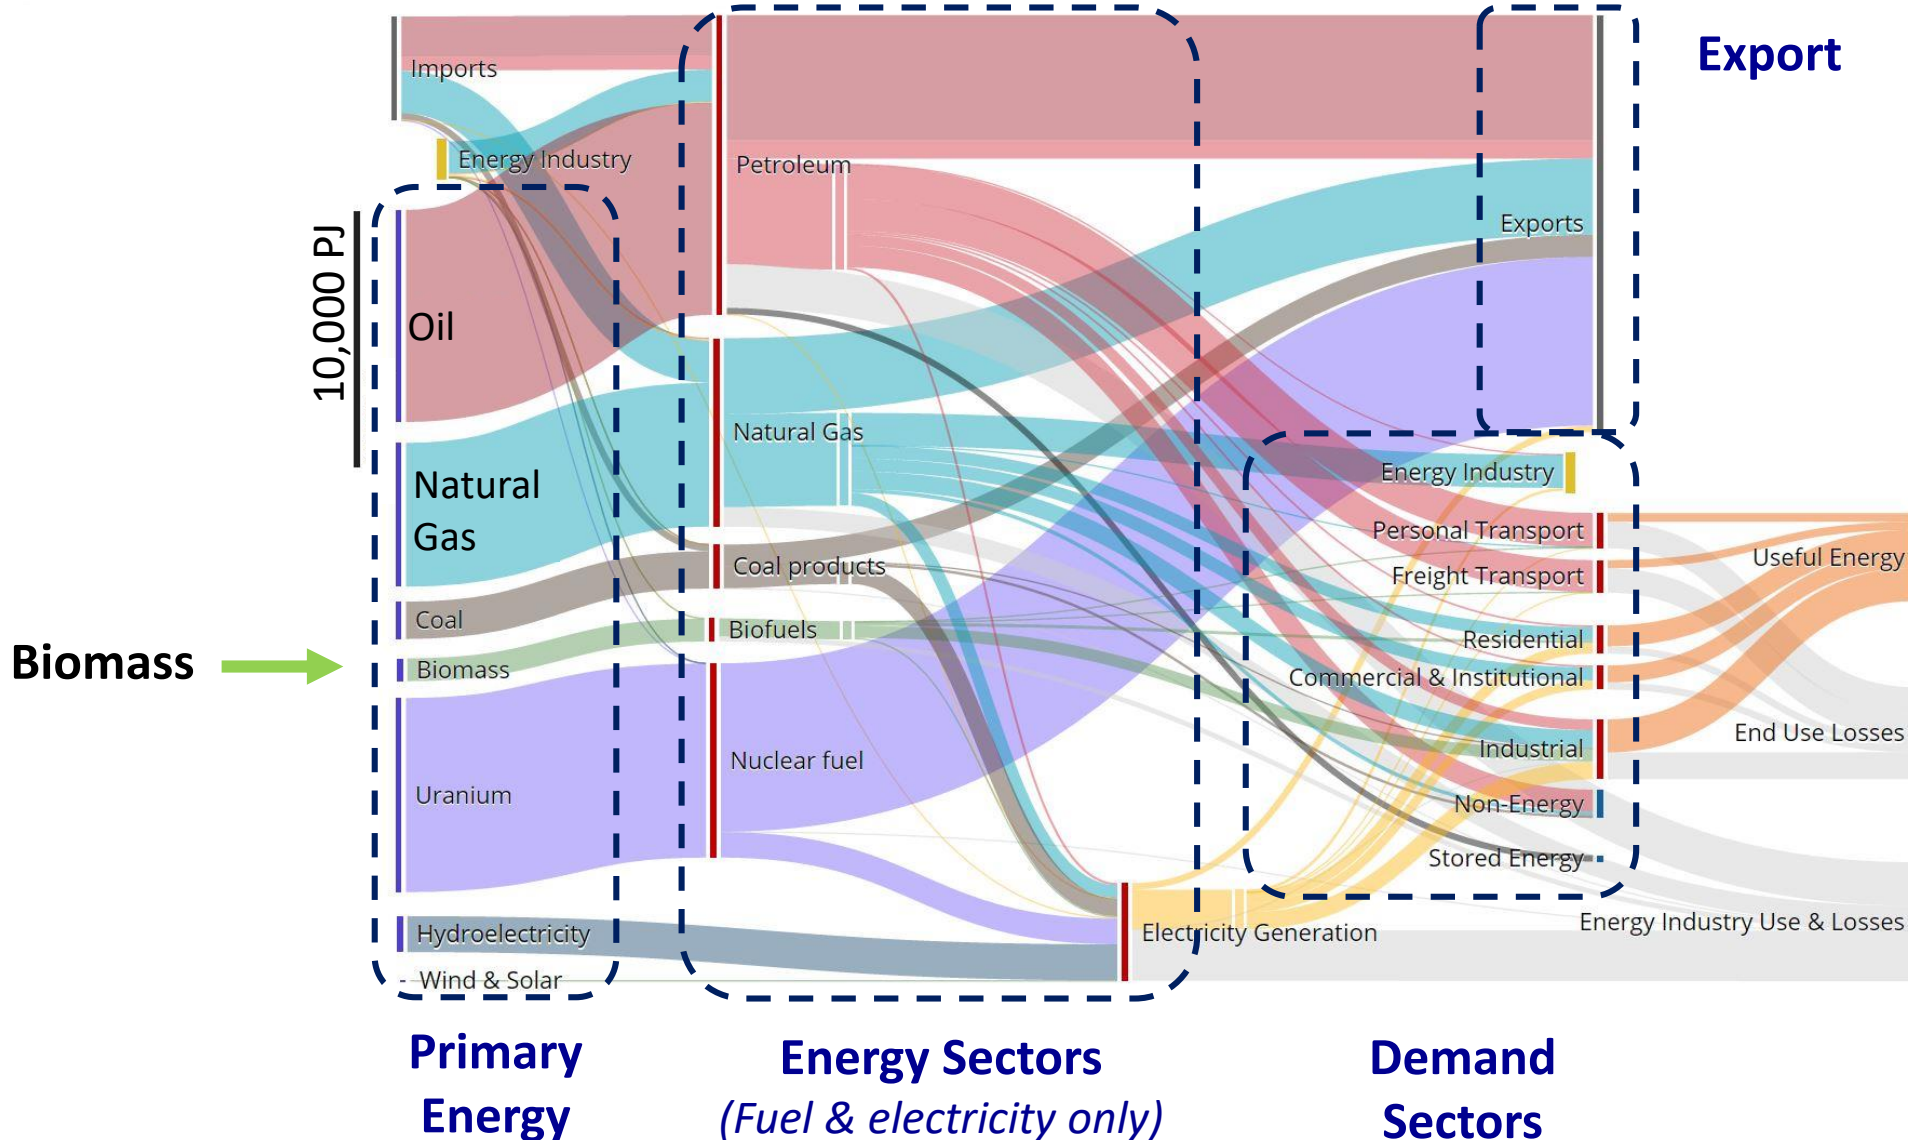 Export
Imports
Energy Industry
Petroleum
Exports
10,000 PJ
Oil
Natural Gas
Natural
Gas
Energy Industry
Personal Transport
Useful Energy
Coal products
Freight Transport
Coal
Biofuels
Residential
Biomass
Biomass
Commercial & Institutional
End Use Losses
Industrial
Nuclear fuel
Uranium
Non-Energy
Stored Energy
Energy Industry Use & Losses
Hydroelectricity
Electricity Generation
Wind & Solar
Primary
Energy
Energy Sectors
(Fuel & electricity only)
Demand
Sectors